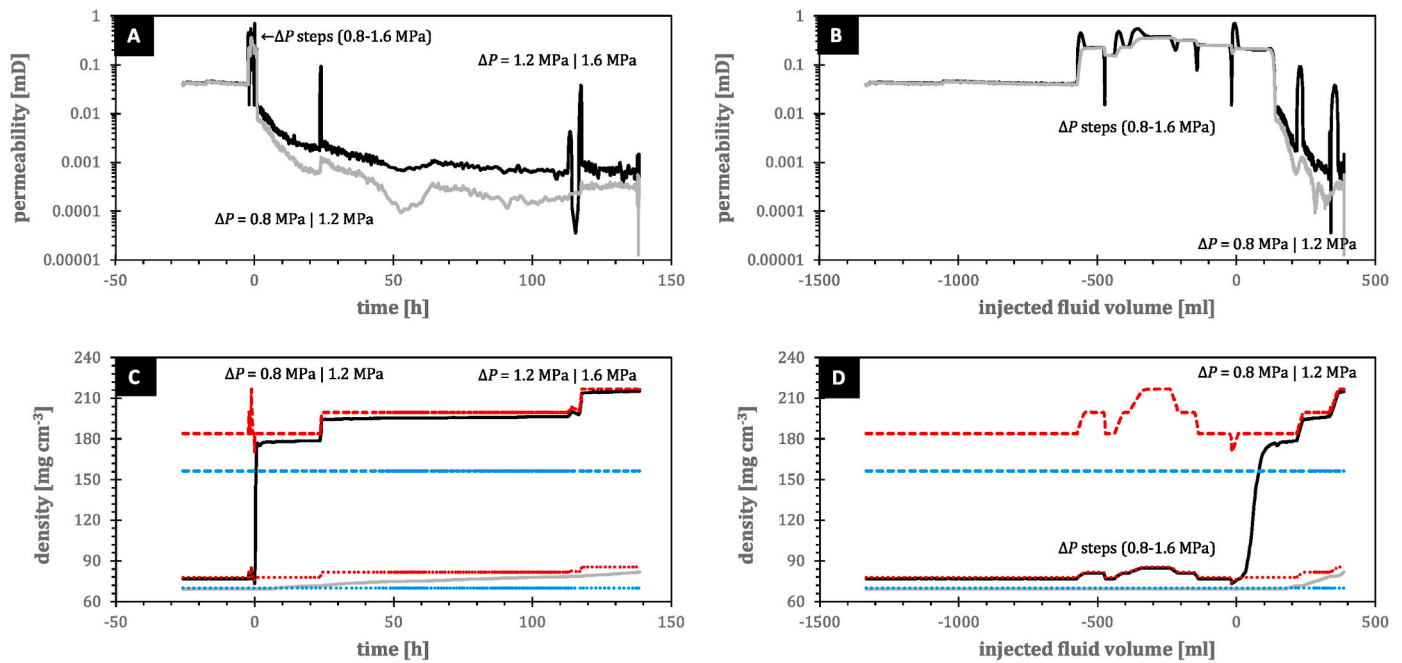 A
1
0.1
0.01
0.001
0.0001
0.00001
permeability [mD]
←ΔP steps (0.8-1.6 MPa)
ΔP = 1.2 MPa | 1.6 MPa
ΔP = 0.8 MPa | 1.2 MPa
-50
0
50
100
150
time [h]
B
1
0.1
0.01
0.001
0.0001
0.00001
permeability [mD]
ΔP steps (0.8-1.6 MPa)
ΔP = 0.8 MPa | 1.2 MPa
-1500
-1000
-500
0
500
injected fluid volume [ml]
C
240
210
180
150
120
90
60
density [mg cm-3]
ΔP = 0.8 MPa | 1.2 MPa
ΔP = 1.2 MPa | 1.6 MPa
-50
0
50
100
150
time [h]
D
240
210
180
150
120
90
60
density [mg cm-3]
ΔP = 0.8 MPa | 1.2 MPa
ΔP steps (0.8-1.6 MPa)
-1500
-1000
-500
0
500
injected fluid volume [ml]